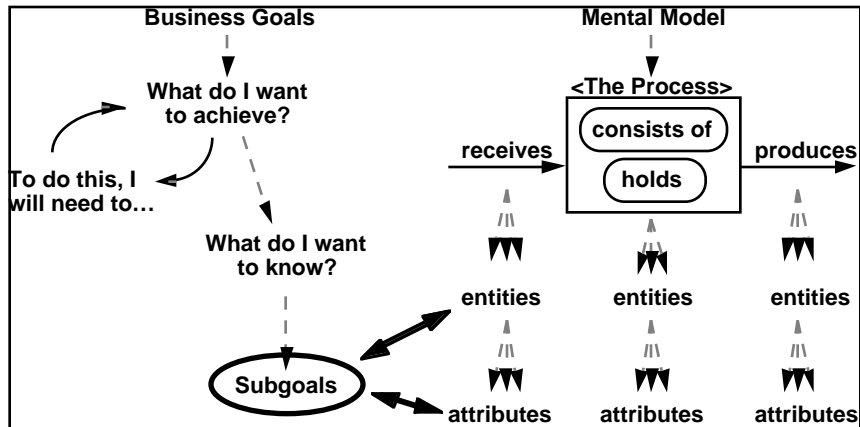 Business Goals
What do I want
to achieve?
To do this, I
will need to…
What do I want
to know?
Subgoals
Mental Model
<The Process>
consists of
holds
receives
produces
entities
entities
entities
attributes
attributes
attributes